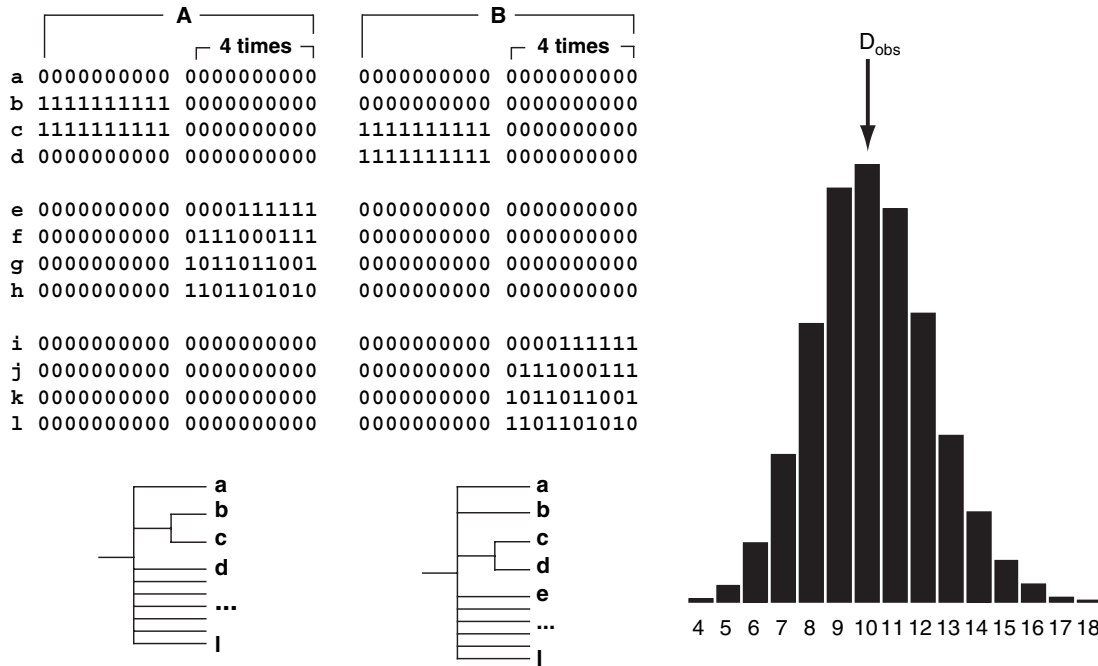 A B
4 times 4 times
a 0000000000 0000000000 0000000000 0000000000
b 1111111111 0000000000 0000000000 0000000000
c 1111111111 0000000000 1111111111 0000000000
d 0000000000 0000000000 1111111111 0000000000
e 0000000000 0000111111 0000000000 0000000000
f 0000000000 0111000111 0000000000 0000000000
g 0000000000 1011011001 0000000000 0000000000
h 0000000000 1101101010 0000000000 0000000000
i 0000000000 0000000000 0000000000 0000111111
j 0000000000 0000000000 0000000000 0111000111
k 0000000000 0000000000 0000000000 1011011001
l 0000000000 0000000000 0000000000 1101101010
a
b
c
d
...
l
a
b
c
d
e
...
l
Dobs
4 5 6 7 8 9 10 11 12 13 14 15 16 17 18